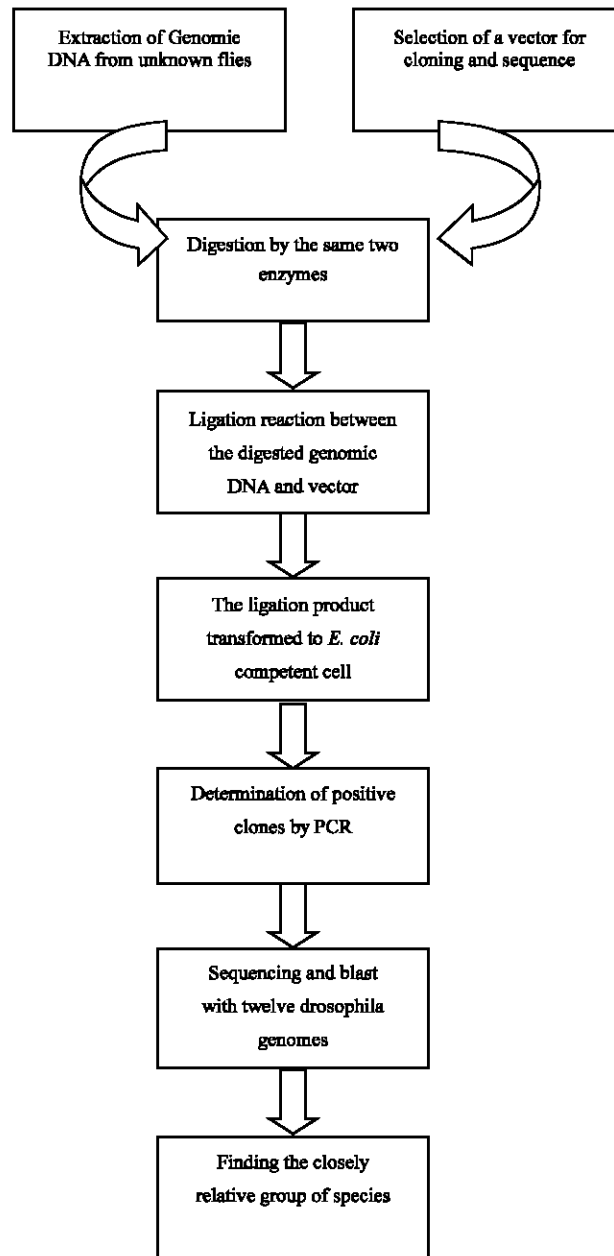 Extraction of Genomic
DNA from unknown flies
Selection of a vector for
cloning and sequence
Digestion by the same two
enzymes
Ligation reaction between
the digested genomic
DNA and vector
The ligation product
transformed to E. coli
competent cell
Determination of positive
clones by PCR
Sequencing and blast
with twelve drosophila
genomes
Finding the closely
relative group of species